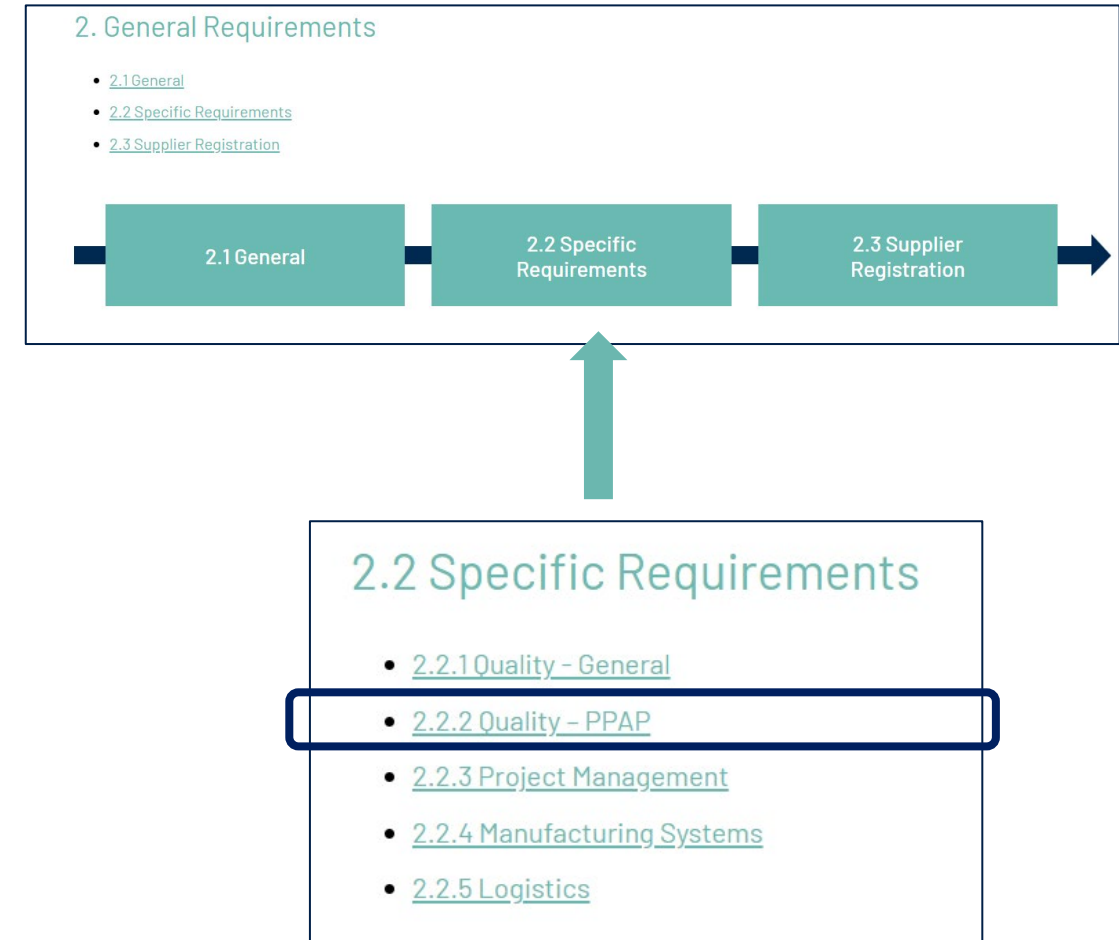 2. General Requirements
• 2.1 General
• 2.2 Specific Requirements
• 2.3 Supplier Registration
2.1 General
2.2 Specific
Requirements
2.3 Supplier
Registration
2.2 Specific Requirements
• 2.2.1 Quality - General
• 2.2.2 Quality – PPAP
• 2.2.3 Project Management
• 2.2.4 Manufacturing Systems
• 2.2.5 Logistics